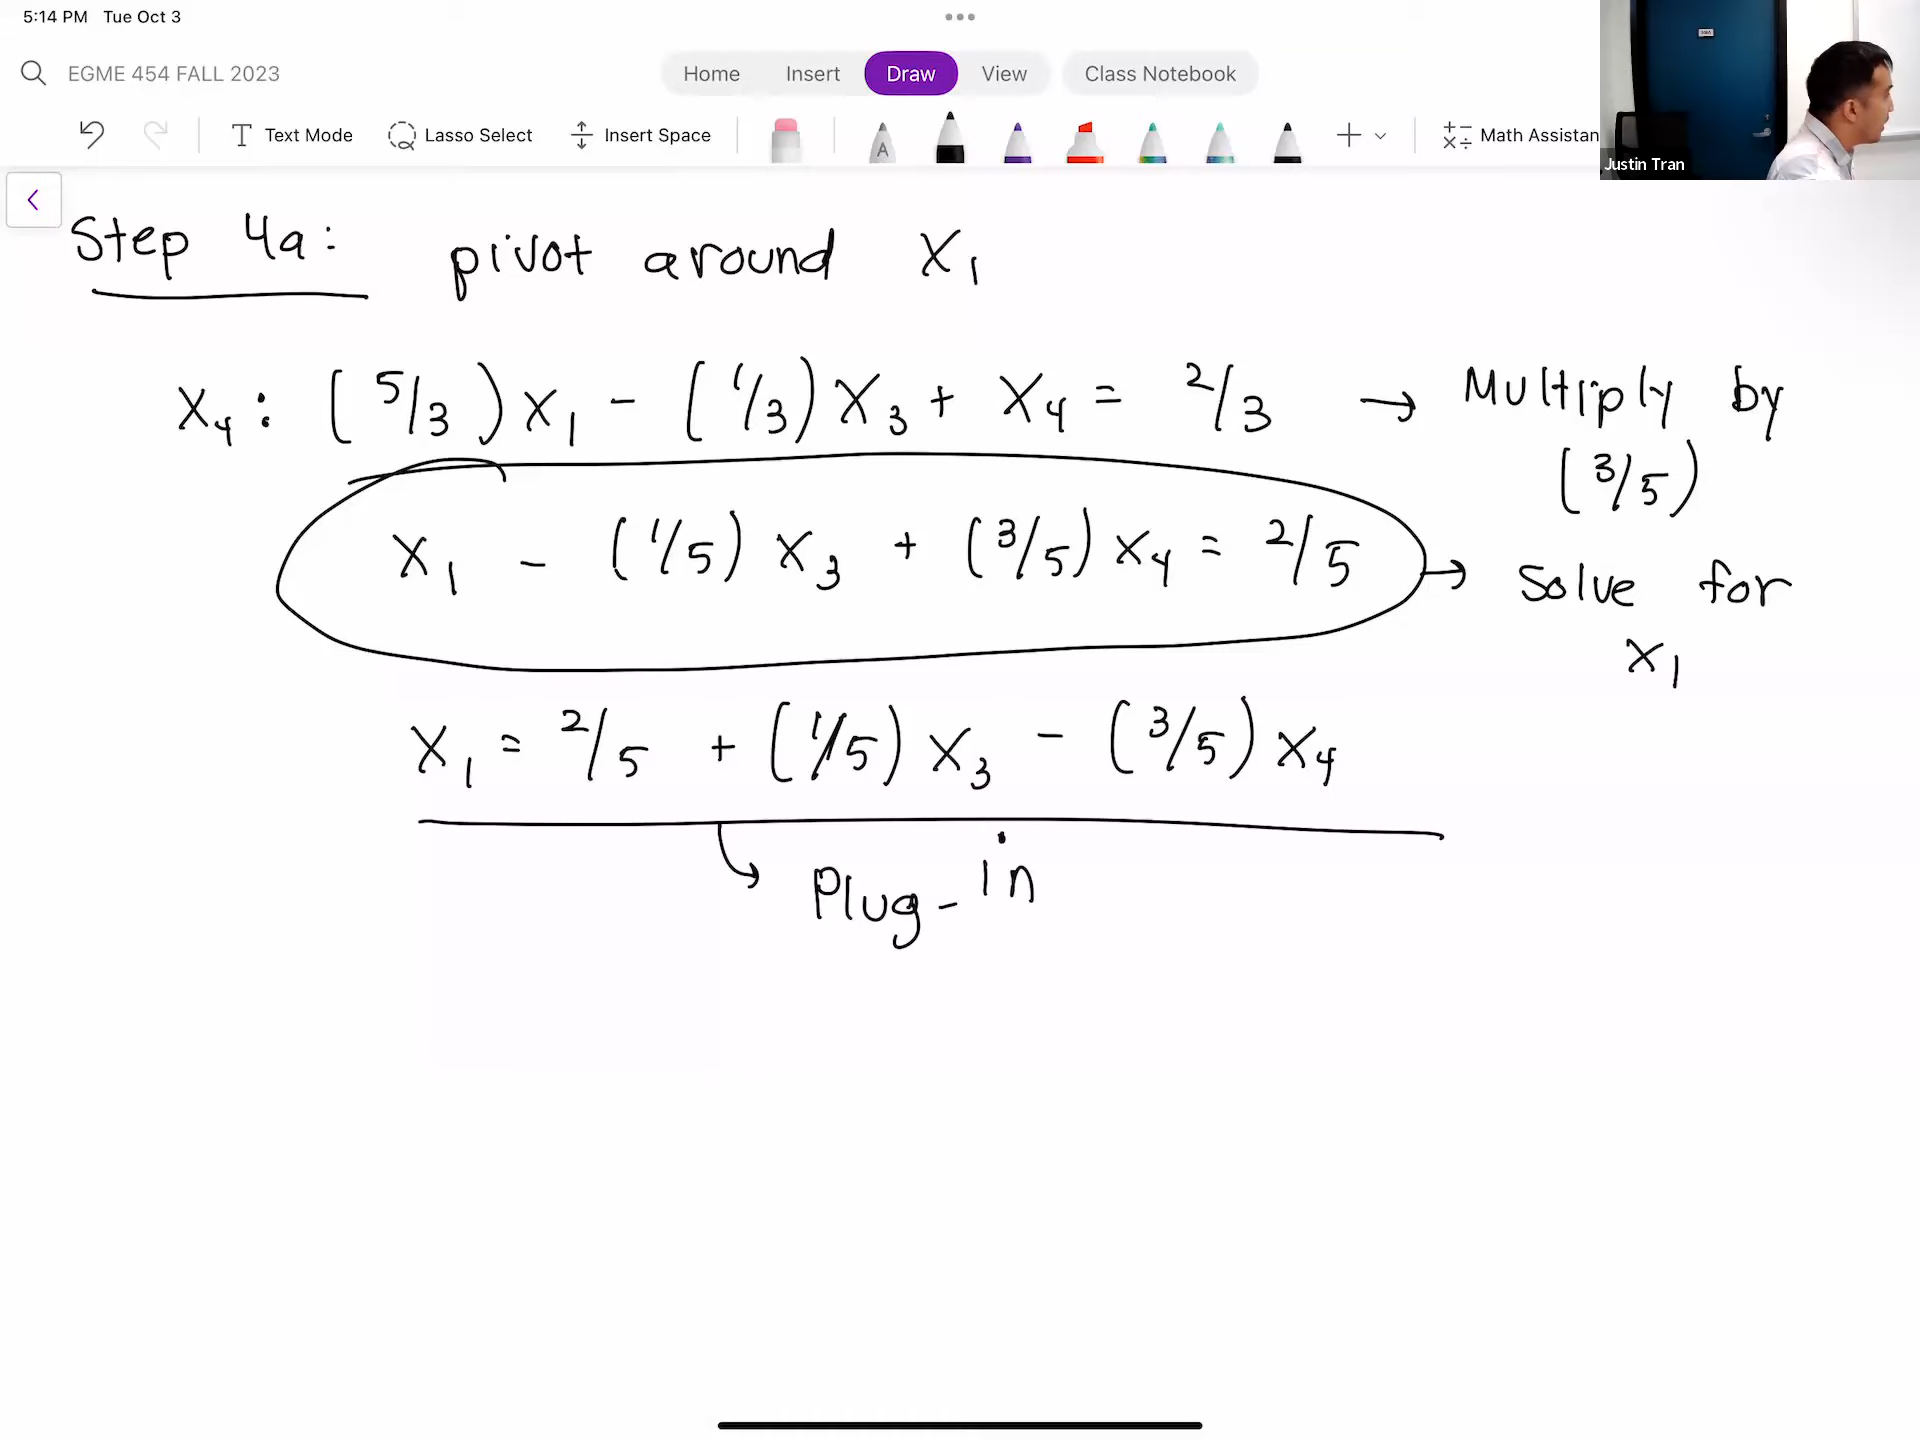 5:14 PM Tue Oct 3
EGME 454 FALL 2023
Home Insert Draw View Class Notebook
Text Mode Lasso Select Insert Space A Math Assistan
Justin Tran
Step 4a: pivot around X₁
X₄: (5/3)X₁ - (1/3)X₃ + X₄ = 2/3 → Multiply by
(3/5)
X₁ - (1/5) X₃ + (3/5) X₄ = 2/5 → Solve for
X₁
X₁ = 2/5 + (1/5) X₃ - (3/5) X₄
Plug-in